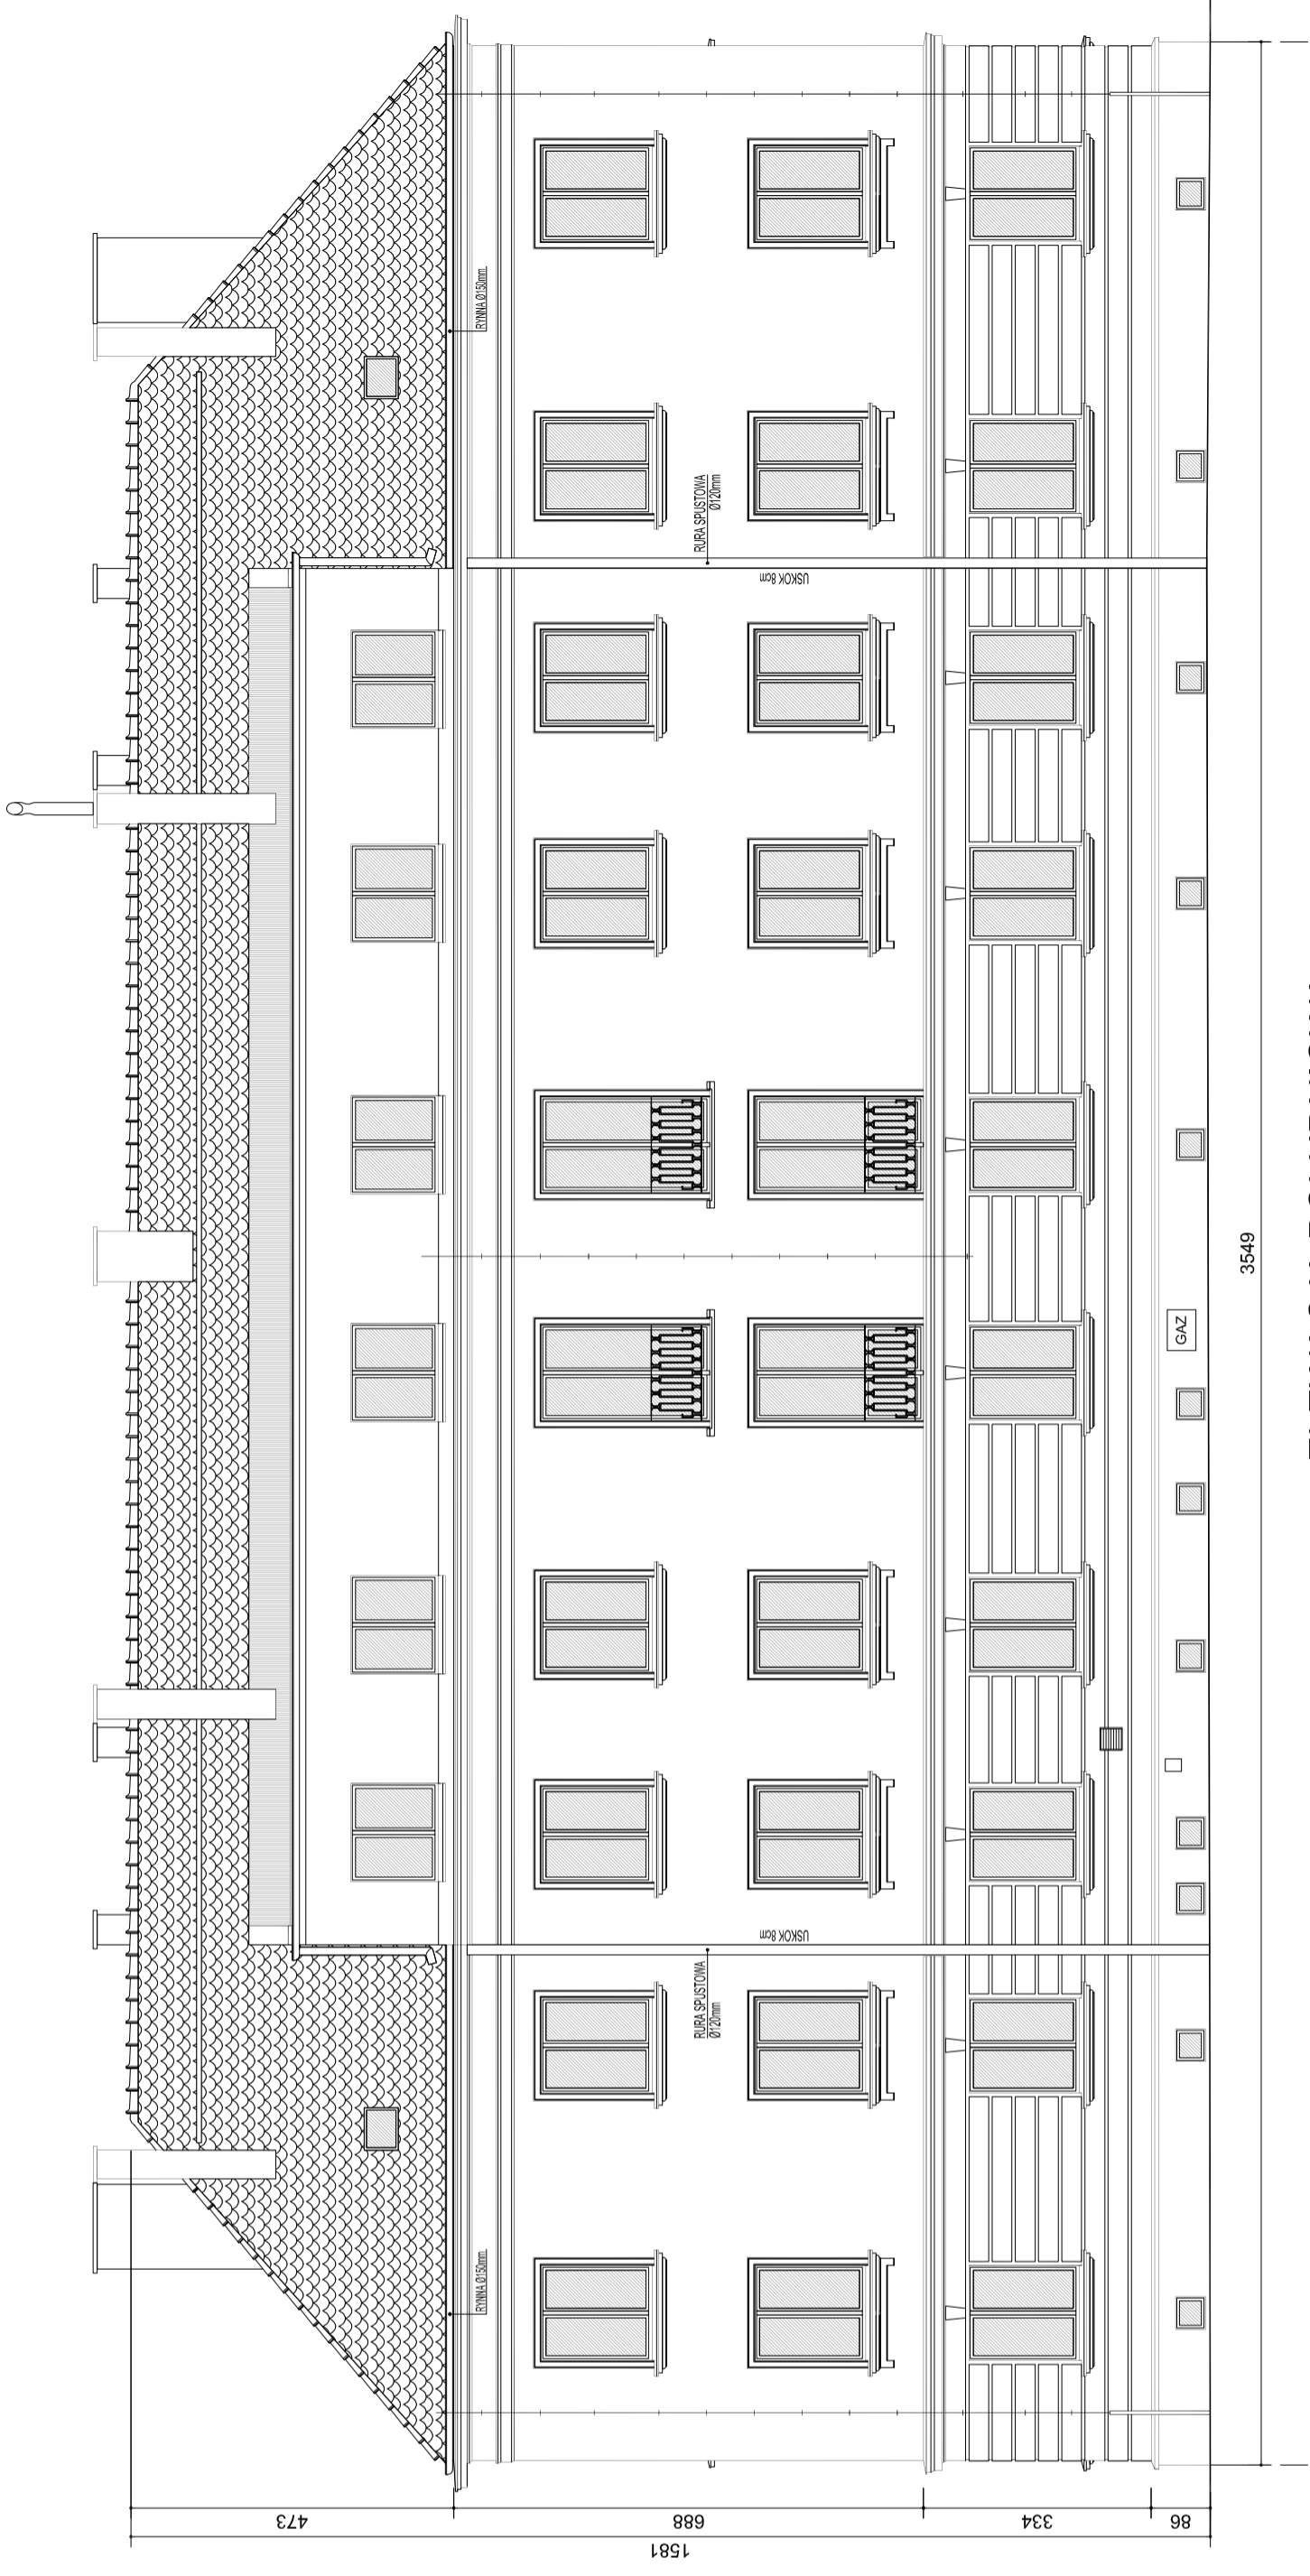 RYNNA Ø150mm
RYNNA Ø150mm
RURA SPUSTOWA
Ø120mm
RURA SPUSTOWA
Ø120mm
USKOK 8cm
USKOK 8cm
GAZ
3549
473
688
334
86
1581